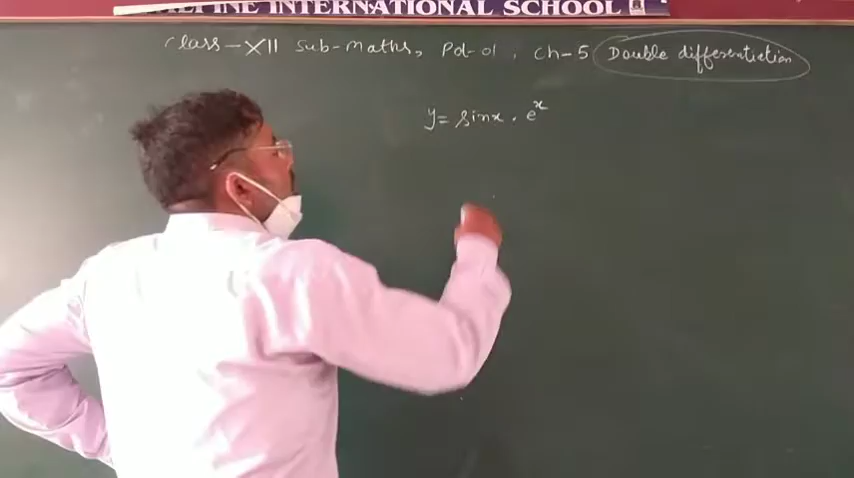 INTERNATIONAL SCHOOL
Class-XII Sub-Maths, Pd-01, Ch-5 Double differentiation
y = sinx . e^x